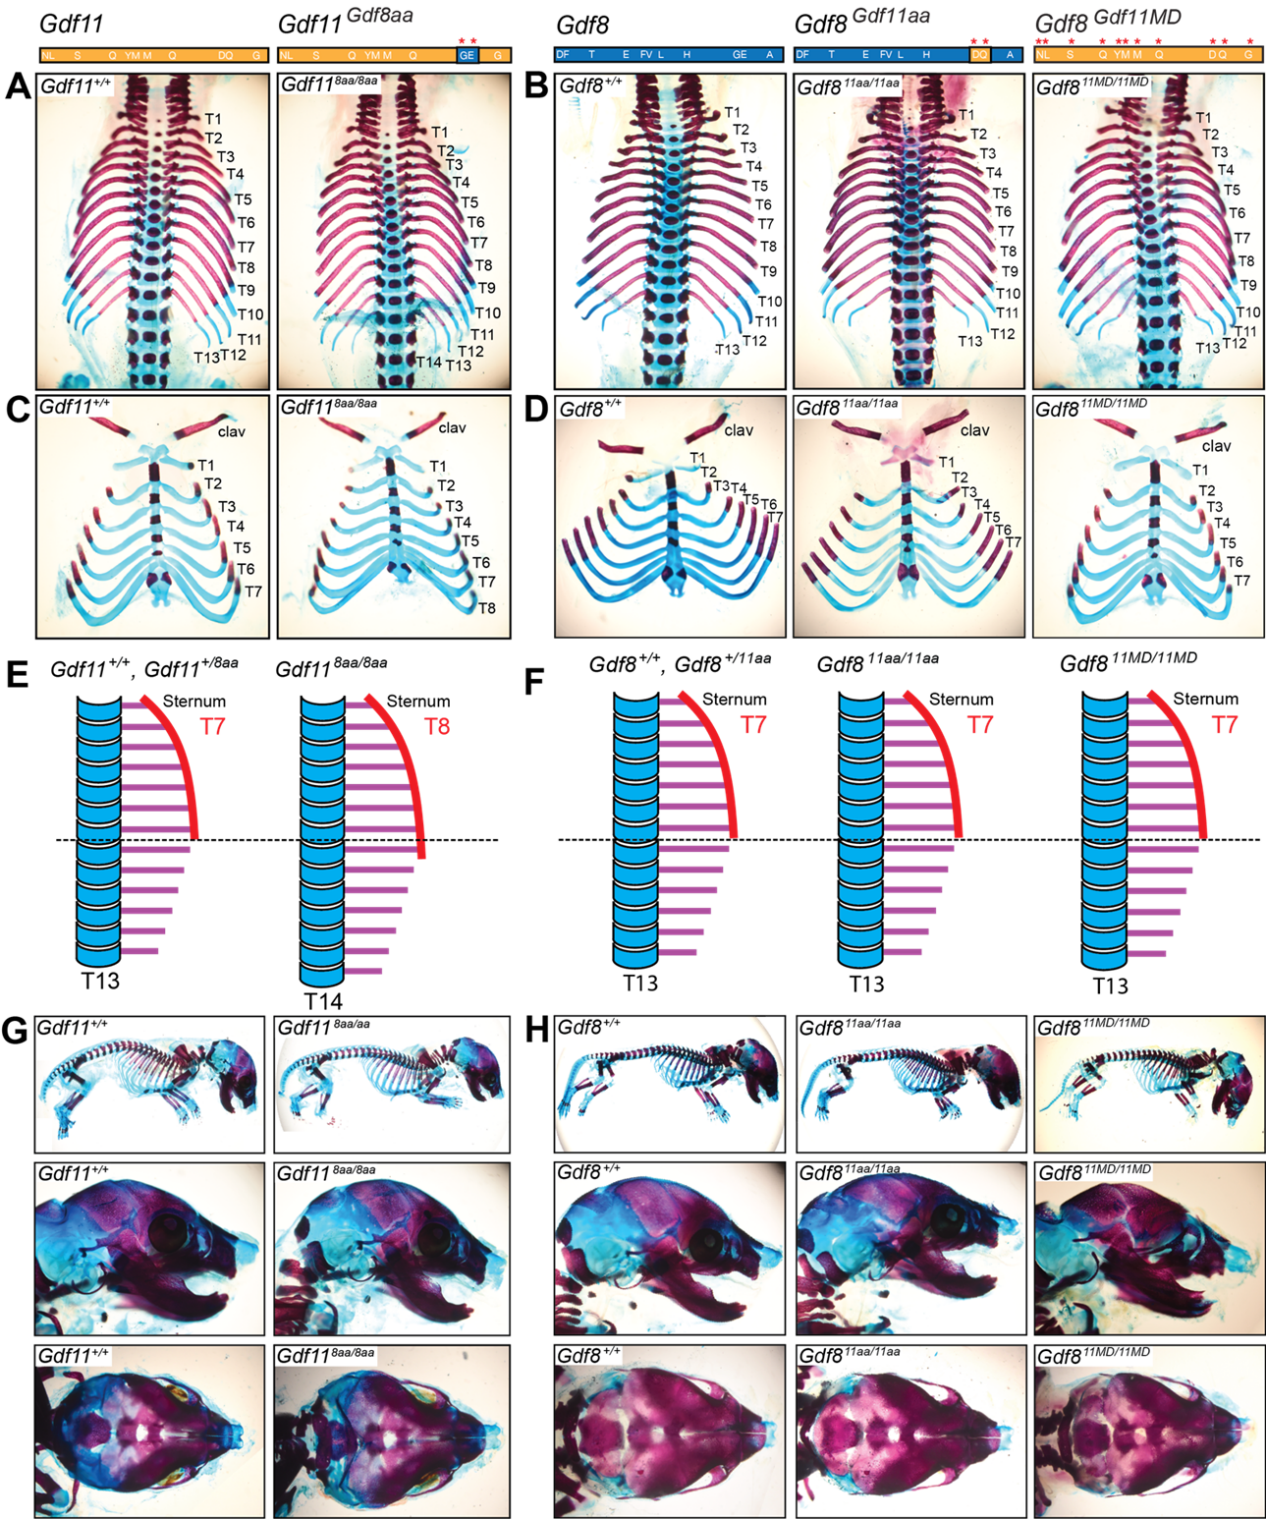 Gdf11
Gdf11 Gdf8aa
Gdf8
Gdf8 Gdf11aa
Gdf8 Gdf11MD
* *
* *
** * * ** * * * * *
NL S Q YM M Q DQ G
NL S Q YM M Q GE G
DF T E FV L H GE A
DF T E FV L H DQ A
NL S Q YM M Q DQ G
A
Gdf11+/+
T1
T2
T3
T4
T5
T6
T7
T8
T9
T10
T11
T13 T12
Gdf11 8aa/8aa
T1
T2
T3
T4
T5
T6
T7
T8
T9
T10
T11
T12
T14 T13
B
Gdf8+/+
T1
T2
T3
T4
T5
T6
T7
T8
T9
T10
T11
T12
T13
Gdf8 11aa/11aa
T1
T2
T3
T4
T5
T6
T7
T8
T9
T10
T11
T12
T13
Gdf8 11MD/11MD
T1
T2
T3
T4
T5
T6
T7
T8
T9
T10
T11
T12
T13
C
Gdf11+/+
clav
T1
T2
T3
T4
T5
T6
T7
Gdf11 8aa/8aa
clav
T1
T2
T3
T4
T5
T6
T7
T8
D
Gdf8+/+
clav
T1
T2
T3 T4
T5 T6
T7
Gdf8 11aa/11aa
clav
T1
T2
T3
T4
T5
T6
T7
Gdf8 11MD/11MD
clav
T1
T2
T3
T4
T5
T6
T7
E
Gdf11+/+, Gdf11+/8aa
Sternum
T7
T13
Gdf11 8aa/8aa
Sternum
T8
T14
F
Gdf8+/+, Gdf8+/11aa
Sternum
T7
T13
Gdf8 11aa/11aa
Sternum
T7
T13
Gdf8 11MD/11MD
Sternum
T7
T13
G
Gdf11+/+
Gdf11 8aa/aa
H
Gdf8+/+
Gdf8 11aa/11aa
Gdf8 11MD/11MD
Gdf11+/+
Gdf11 8aa/8aa
Gdf8+/+
Gdf8 11aa/11aa
Gdf8 11MD/11MD
Gdf11+/+
Gdf11 8aa/8aa
Gdf8+/+
Gdf8 11aa/11aa
Gdf8 11MD/11MD